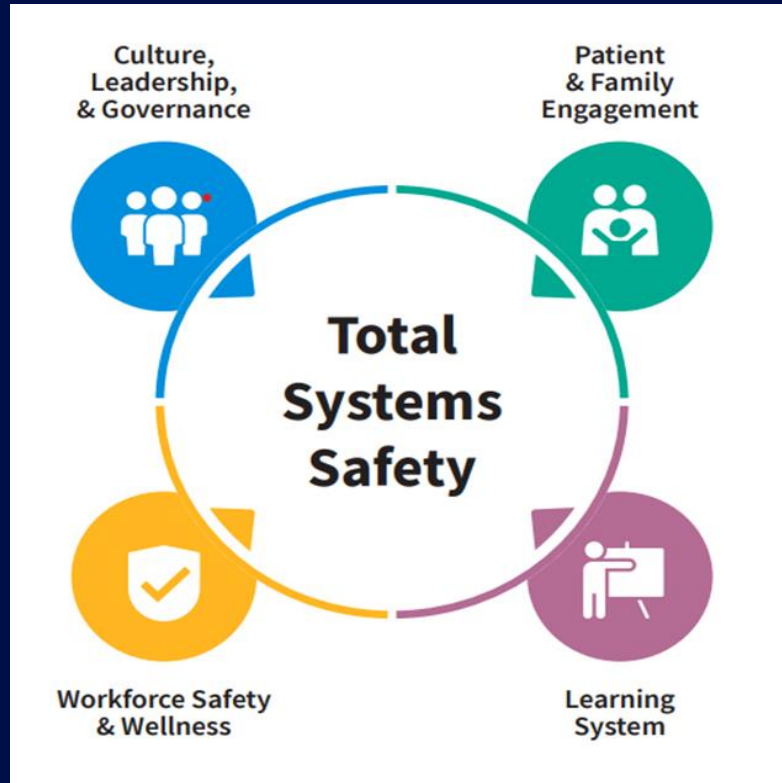 Culture,
Leadership,
& Governance
Patient
& Family
Engagement
Total
Systems
Safety
Workforce Safety
& Wellness
Learning
System